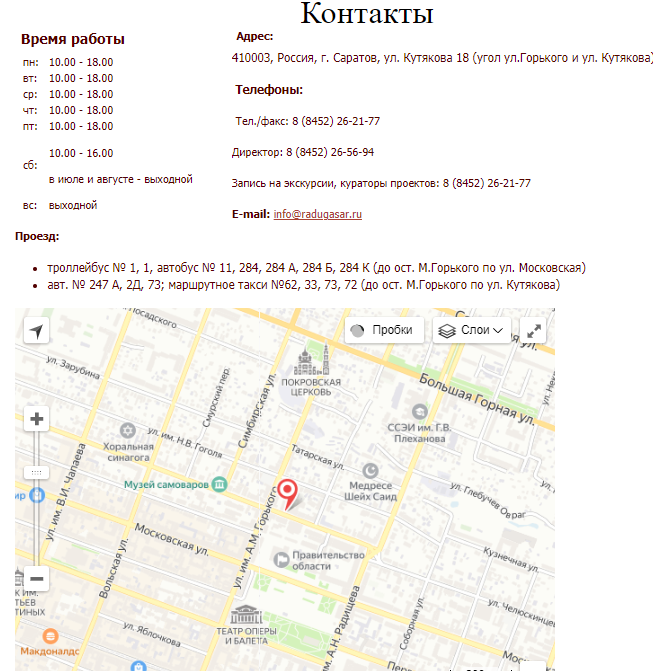 Контакты
Время работы
пн: 10.00 - 18.00
вт: 10.00 - 18.00
ср: 10.00 - 18.00
чт: 10.00 - 18.00
пт: 10.00 - 18.00
10.00 - 16.00
сб:
в июле и августе - выходной
вс: выходной
Адрес:
410003, Россия, г. Саратов, ул. Кутякова 18 (угол ул.Горького и ул. Кутякова)
Телефоны:
Тел./факс: 8 (8452) 26-21-77
Директор: 8 (8452) 26-56-94
Запись на экскурсии, кураторы проектов: 8 (8452) 26-21-77
E-mail: info@radugasar.ru
Проезд:
• троллейбус № 1, 1, автобус № 11, 284, 284 А, 284 Б, 284 К (до ост. М.Горького по ул. Московская)
• авт. № 247 А, 2Д, 73; маршрутное такси №62, 33, 73, 72 (до ост. М.Горького по ул. Кутякова)
Пробки
Слои
ул.
ПОКРОВСКАЯ
ЦЕРКОВЬ
ул. Зарубина
Смурский пер.
Симбирская ул.
Большая Горная ул.
ССЭИ им. Г.В.
Плеханова
Хоральная
синагога
ул. им. Н.В. Гоголя
Татарская ул.
Медресе
Шейх Саид
Музей самоваров
ул. им. В.И. Чапаева
ул. им. А.М. Горького
ул. Глебучев Овраг
Московская ул.
Вольская ул.
Правительство
области
Кузнечная ул.
ул. Челюскинцев
ТЕАТР ОПЕРЫ
И БАЛЕТА
ул. им. А.Н. Радищева
Соборная ул.
ул. Яблочкова
Макдоналдс